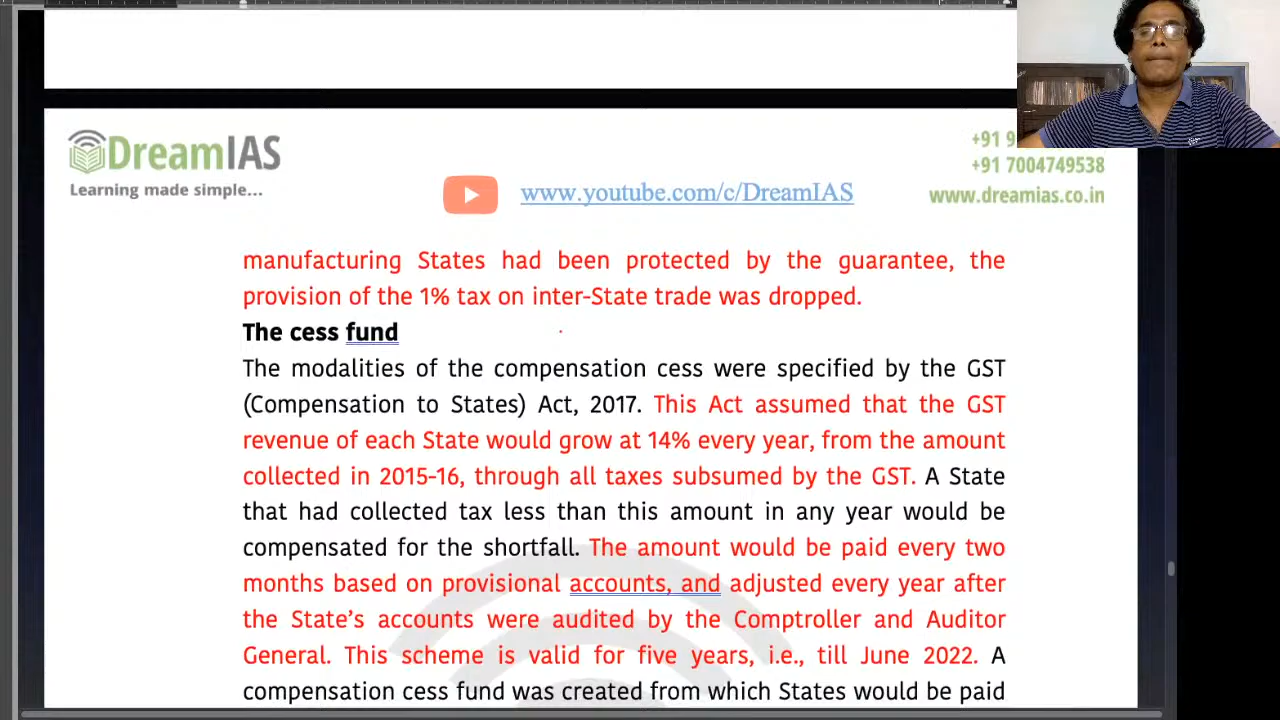 DreamIAS
Learning made simple...
+91 9
+91 7004749538
www.youtube.com/c/DreamIAS
www.dreamias.co.in
manufacturing States had been protected by the guarantee, the
provision of the 1% tax on inter-State trade was dropped.
The cess fund
The modalities of the compensation cess were specified by the GST
(Compensation to States) Act, 2017. This Act assumed that the GST
revenue of each State would grow at 14% every year, from the amount
collected in 2015-16, through all taxes subsumed by the GST. A State
that had collected tax less than this amount in any year would be
compensated for the shortfall. The amount would be paid every two
months based on provisional accounts, and adjusted every year after
the State’s accounts were audited by the Comptroller and Auditor
General. This scheme is valid for five years, i.e., till June 2022. A
compensation cess fund was created from which States would be paid